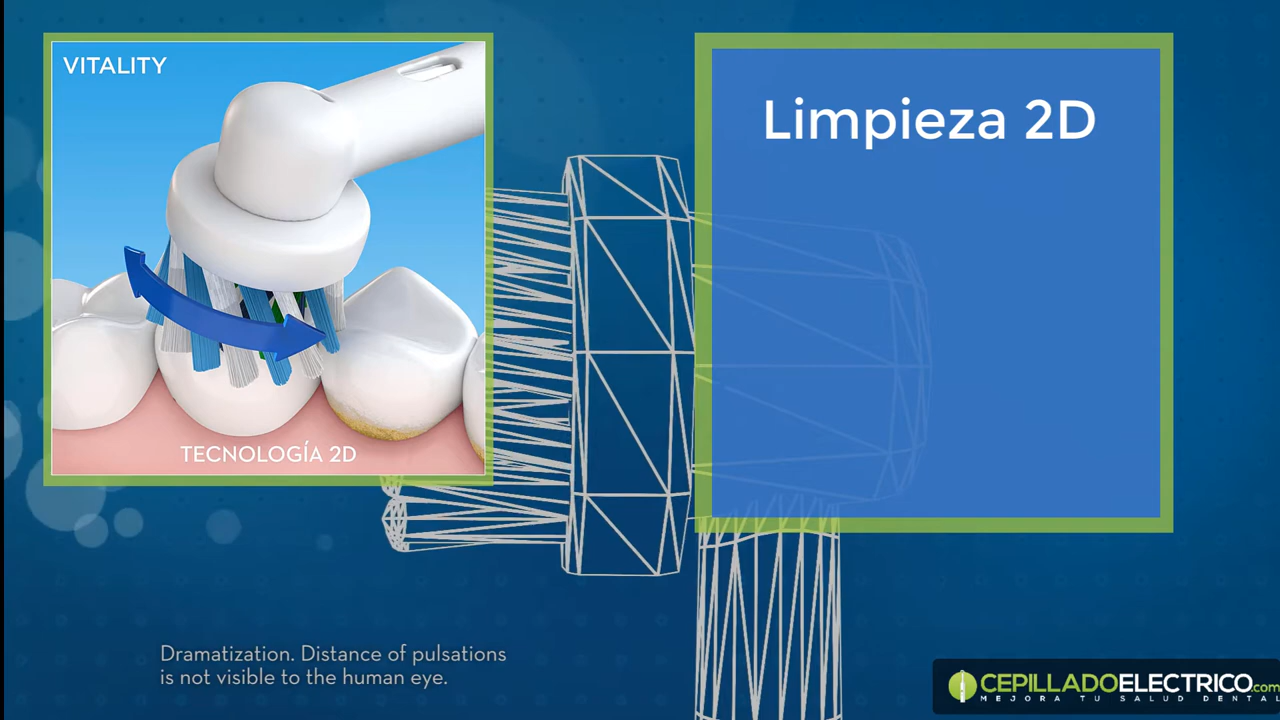 VITALITY
TECNOLOGÍA 2D
Limpieza 2D
Dramatization. Distance of pulsations
is not visible to the human eye.
CEPILLADOELECTRICO.com
MEJORA TU SALUD DENTAL